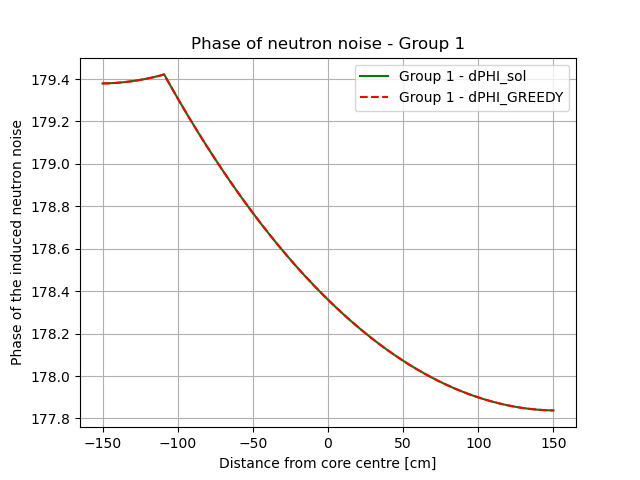 Phase of neutron noise - Group 1
Group 1 - dPHI_sol
Group 1 - dPHI_GREEDY
Phase of the induced neutron noise
179.4
179.2
179.0
178.8
178.6
178.4
178.2
178.0
177.8
−150 −100 −50 0 50 100 150
Distance from core centre [cm]